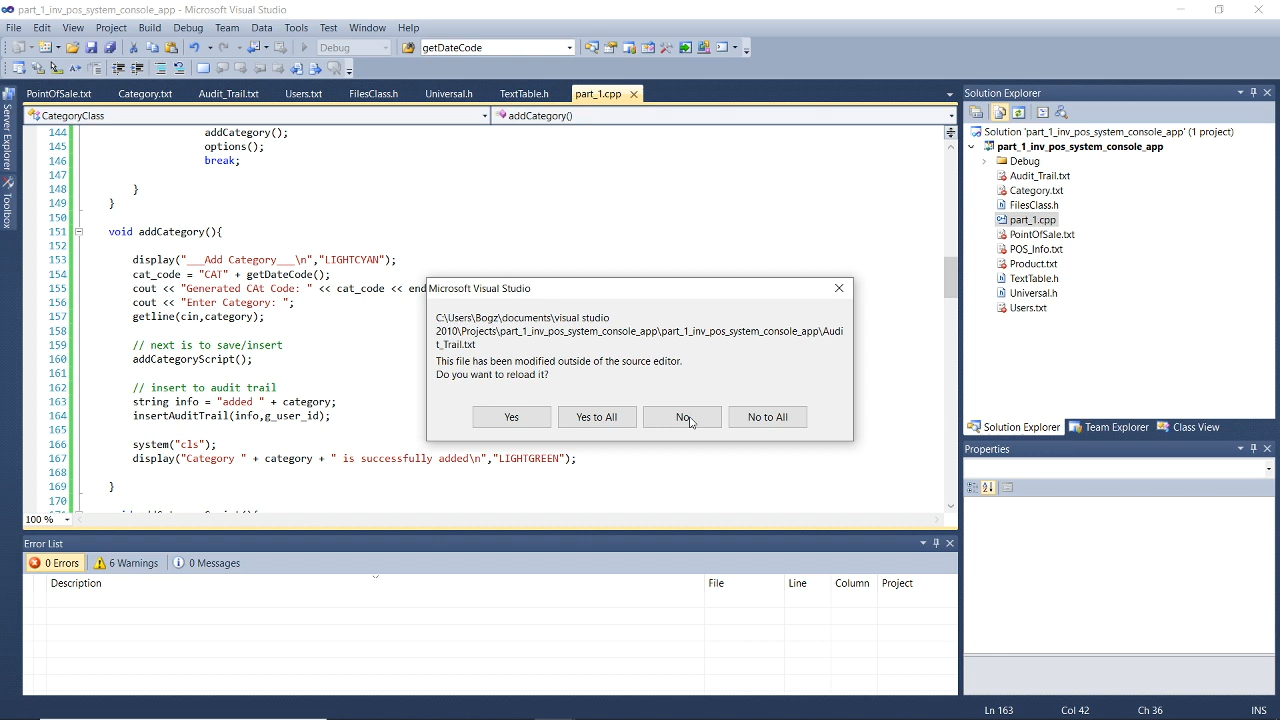 part_1_inv_pos_system_console_app - Microsoft Visual Studio
File Edit View Project Build Debug Team Data Tools Test Window Help
Debug getDateCode
PointOfSale.txt Category.txt Audit_Trail.txt Users.txt FilesClass.h Universal.h TextTable.h part_1.cpp
CategoryClass addCategory()
Server Explorer
Toolbox
144 addCategory();
145 options();
146 break;
147
148 }
149 }
150
151 void addCategory(){
152
153 display("___Add Category___\n","LIGHTCYAN");
154 cat_code = "CAT" + getDateCode();
155 cout << "Generated CAt Code: " << cat_code << end
156 cout << "Enter Category: ";
157 getline(cin,category);
158
159 // next is to save/insert
160 addCategoryScript();
161
162 // insert to audit trail
163 string info = "added " + category;
164 insertAuditTrail(info,g_user_id);
165
166 system("cls");
167 display("Category " + category + " is successfully added\n","LIGHTGREEN");
168
169 }
170
100 %
Microsoft Visual Studio
C:\Users\Bogz\documents\visual studio
2010\Projects\part_1_inv_pos_system_console_app\part_1_inv_pos_system_console_app\Audi
t_Trail.txt
This file has been modified outside of the source editor.
Do you want to reload it?
Yes Yes to All No No to All
Solution Explorer
Solution 'part_1_inv_pos_system_console_app' (1 project)
part_1_inv_pos_system_console_app
Debug
Audit_Trail.txt
Category.txt
FilesClass.h
part_1.cpp
PointOfSale.txt
POS_Info.txt
Product.txt
TextTable.h
Universal.h
Users.txt
Solution Explorer Team Explorer Class View
Properties
Error List
0 Errors 6 Warnings 0 Messages
Description File Line Column Project
Ln 163 Col 42 Ch 36 INS